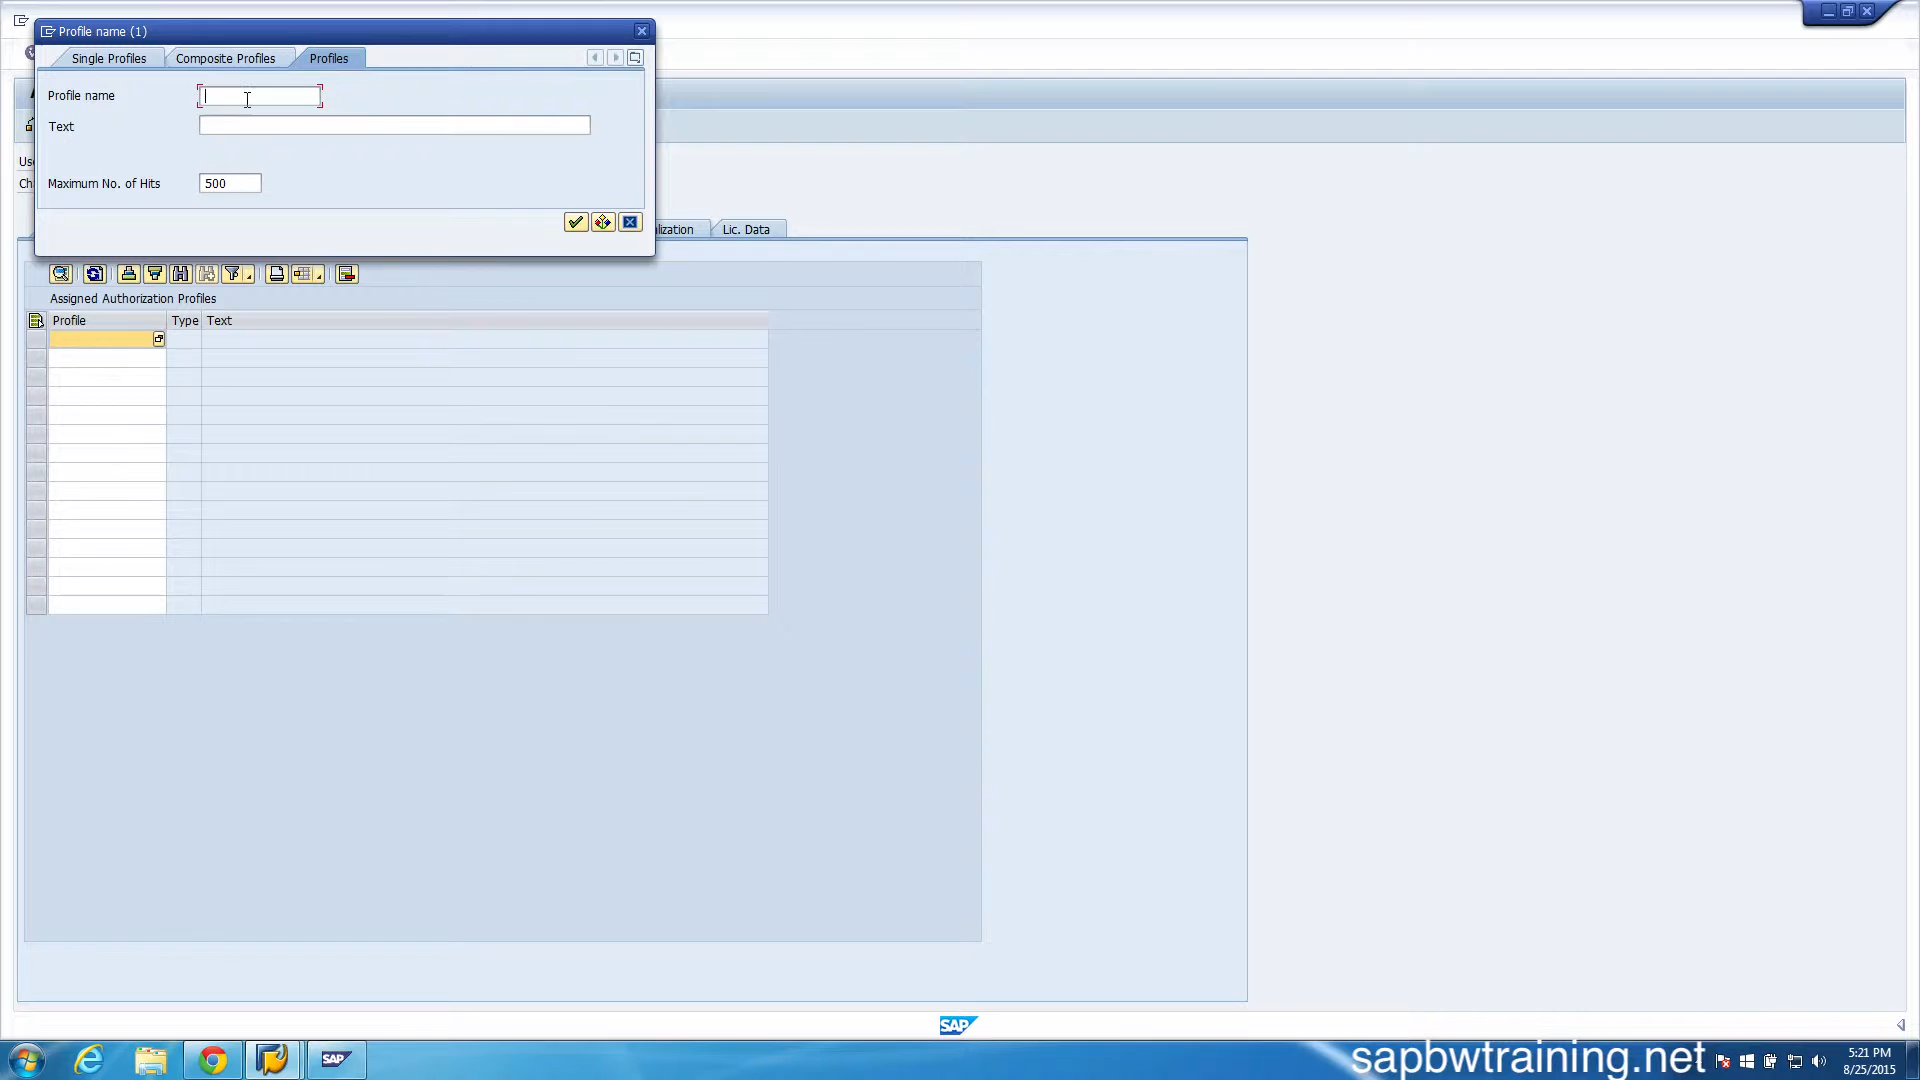 Profile name (1)
Single Profiles Composite Profiles Profiles
Profile name
Text
Maximum No. of Hits 500
Lic. Data
Assigned Authorization Profiles
Profile Type Text
SAP
SAP
sapbwtraining.net
5:21 PM
8/25/2015